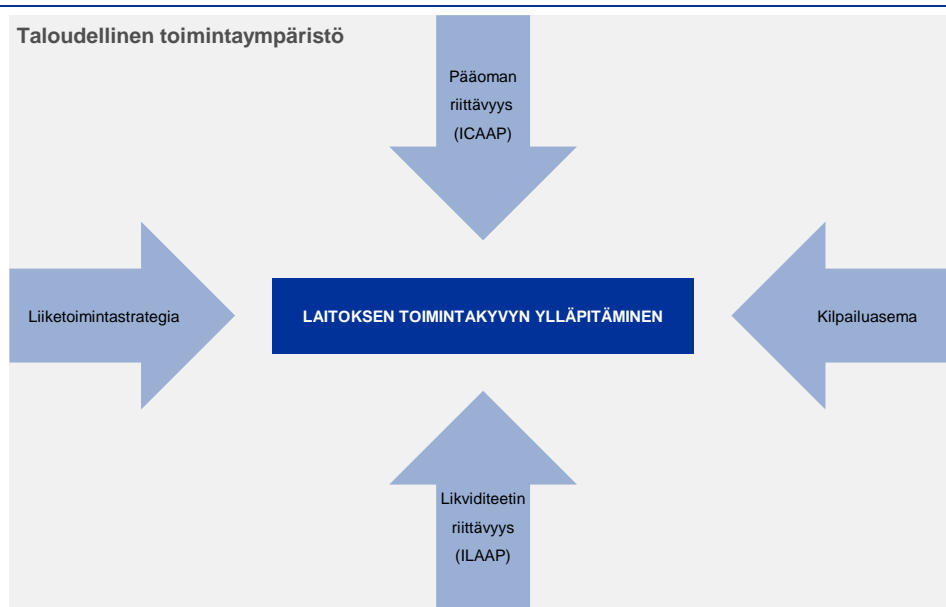 Taloudellinen toimintaympäristö
Pääoman
riittävyys
(ICAAP)
Liiketoimintastrategia
LAITOKSEN TOIMINTAKYVYN YLLÄPITÄMINEN
Kilpailuasema
Likviditeetin
riittävyys
(ILAAP)